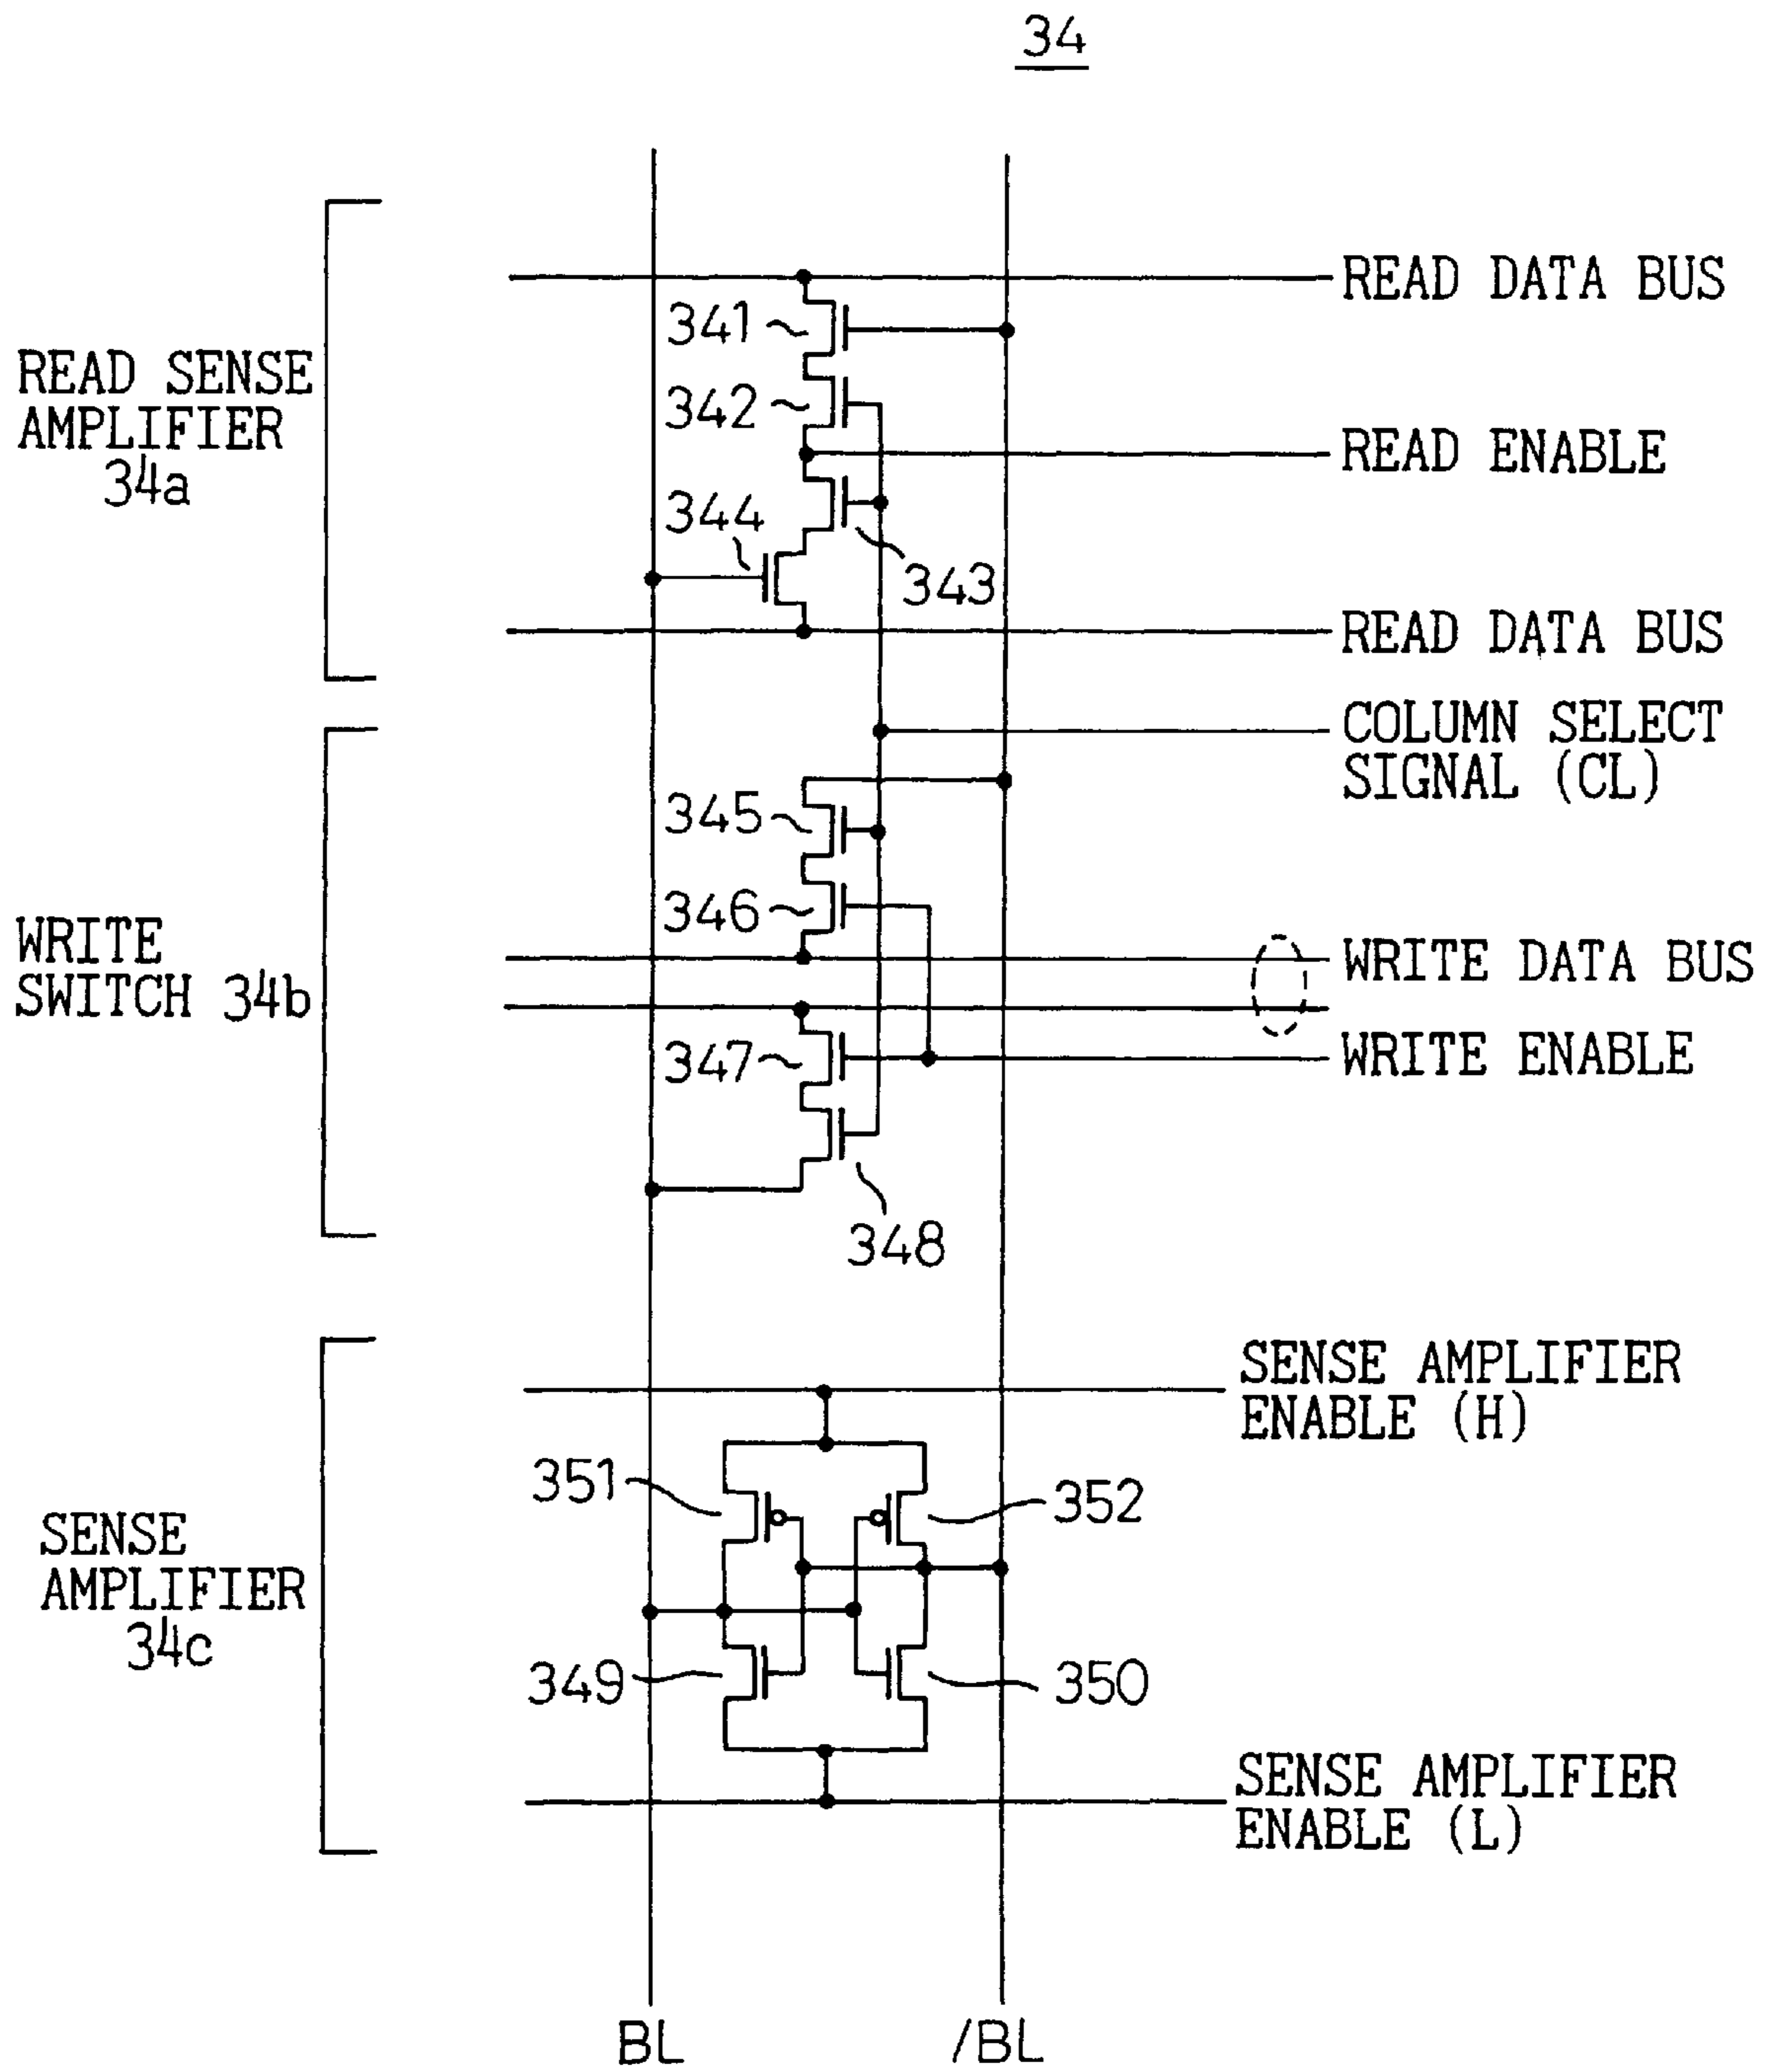 34
READ SENSE
AMPLIFIER
34a
READ DATA BUS
341
342
READ ENABLE
344
343
READ DATA BUS
COLUMN SELECT
SIGNAL (CL)
WRITE
SWITCH 34b
345
346
WRITE DATA BUS
347
WRITE ENABLE
348
SENSE
AMPLIFIER
34c
SENSE AMPLIFIER
ENABLE (H)
351
352
349
350
SENSE AMPLIFIER
ENABLE (L)
BL
/BL